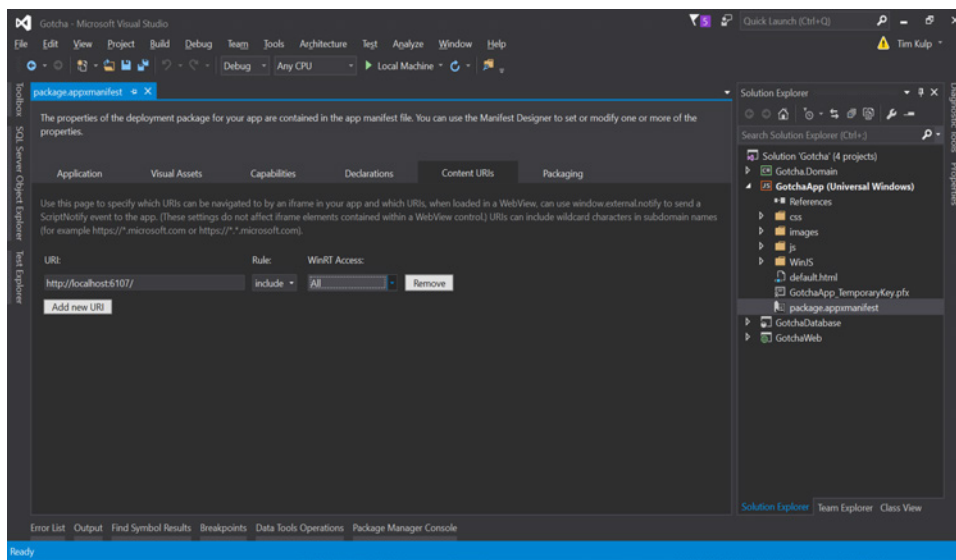 Gotcha - Microsoft Visual Studio
5
Quick Launch (Ctrl+Q)
File Edit View Project Build Debug Team Tools Architecture Test Analyze Window Help
Tim Kulp
Debug Any CPU Local Machine
Toolbox
SQL Server Object Explorer
Test Explorer
package.appxmanifest
The properties of the deployment package for your app are contained in the app manifest file. You can use the Manifest Designer to set or modify one or more of the
properties.
Application Visual Assets Capabilities Declarations Content URIs Packaging
Use this page to specify which URIs can be navigated to by an iframe in your app and which URIs, when loaded in a WebView, can use window.external.notify to send a
ScriptNotify event to the app. (These settings do not affect iframe elements contained within a WebView control.) URIs can include wildcard characters in subdomain names
(for example https://*.microsoft.com or https://*.*.microsoft.com).
URI: Rule: WinRT Access:
http://localhost:6107/ include All Remove
Add new URI
Solution Explorer
Search Solution Explorer (Ctrl+;)
Solution 'Gotcha' (4 projects)
Gotcha.Domain
GotchaApp (Universal Windows)
References
css
images
js
WinJS
default.html
GotchaApp_TemporaryKey.pfx
package.appxmanifest
GotchaDatabase
GotchaWeb
Solution Explorer Team Explorer Class View
Diagnostic Tools
Properties
Error List Output Find Symbol Results Breakpoints Data Tools Operations Package Manager Console
Ready